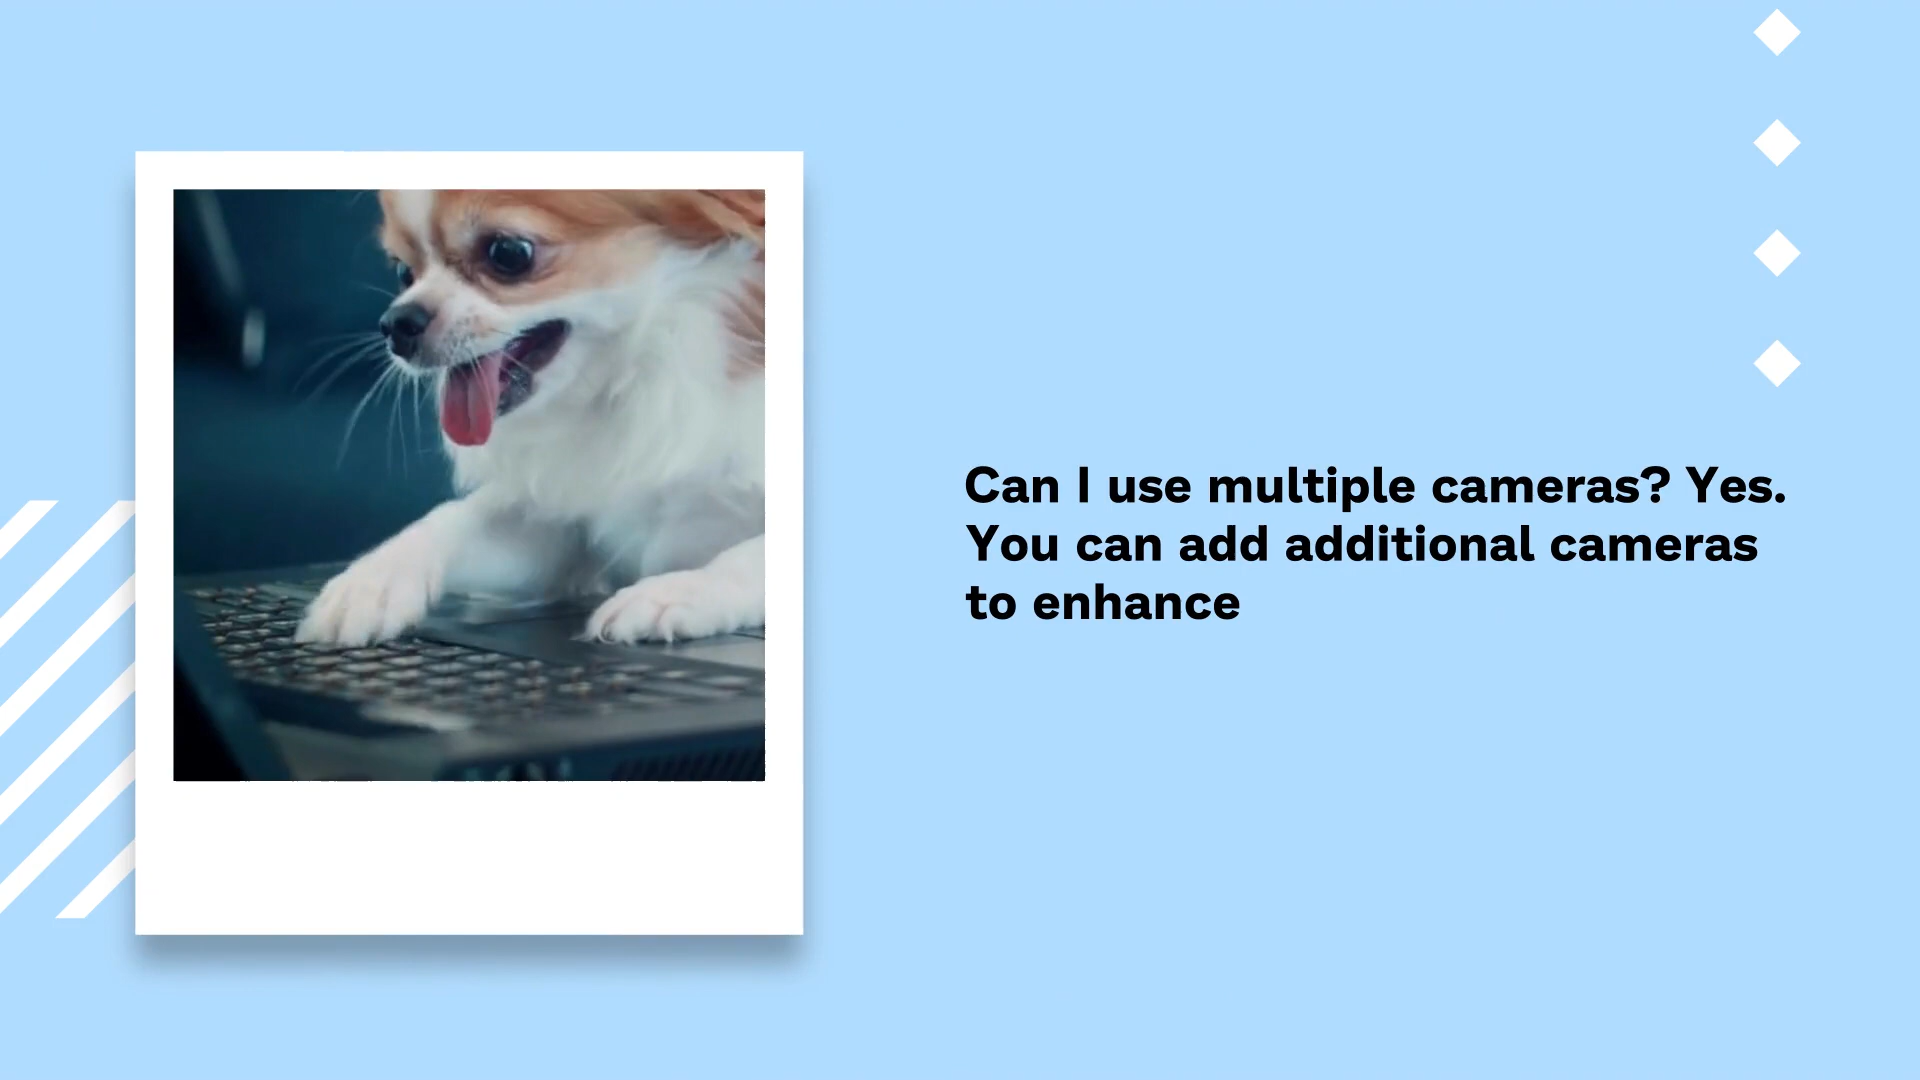 Can I use multiple cameras? Yes.
You can add additional cameras
to enhance